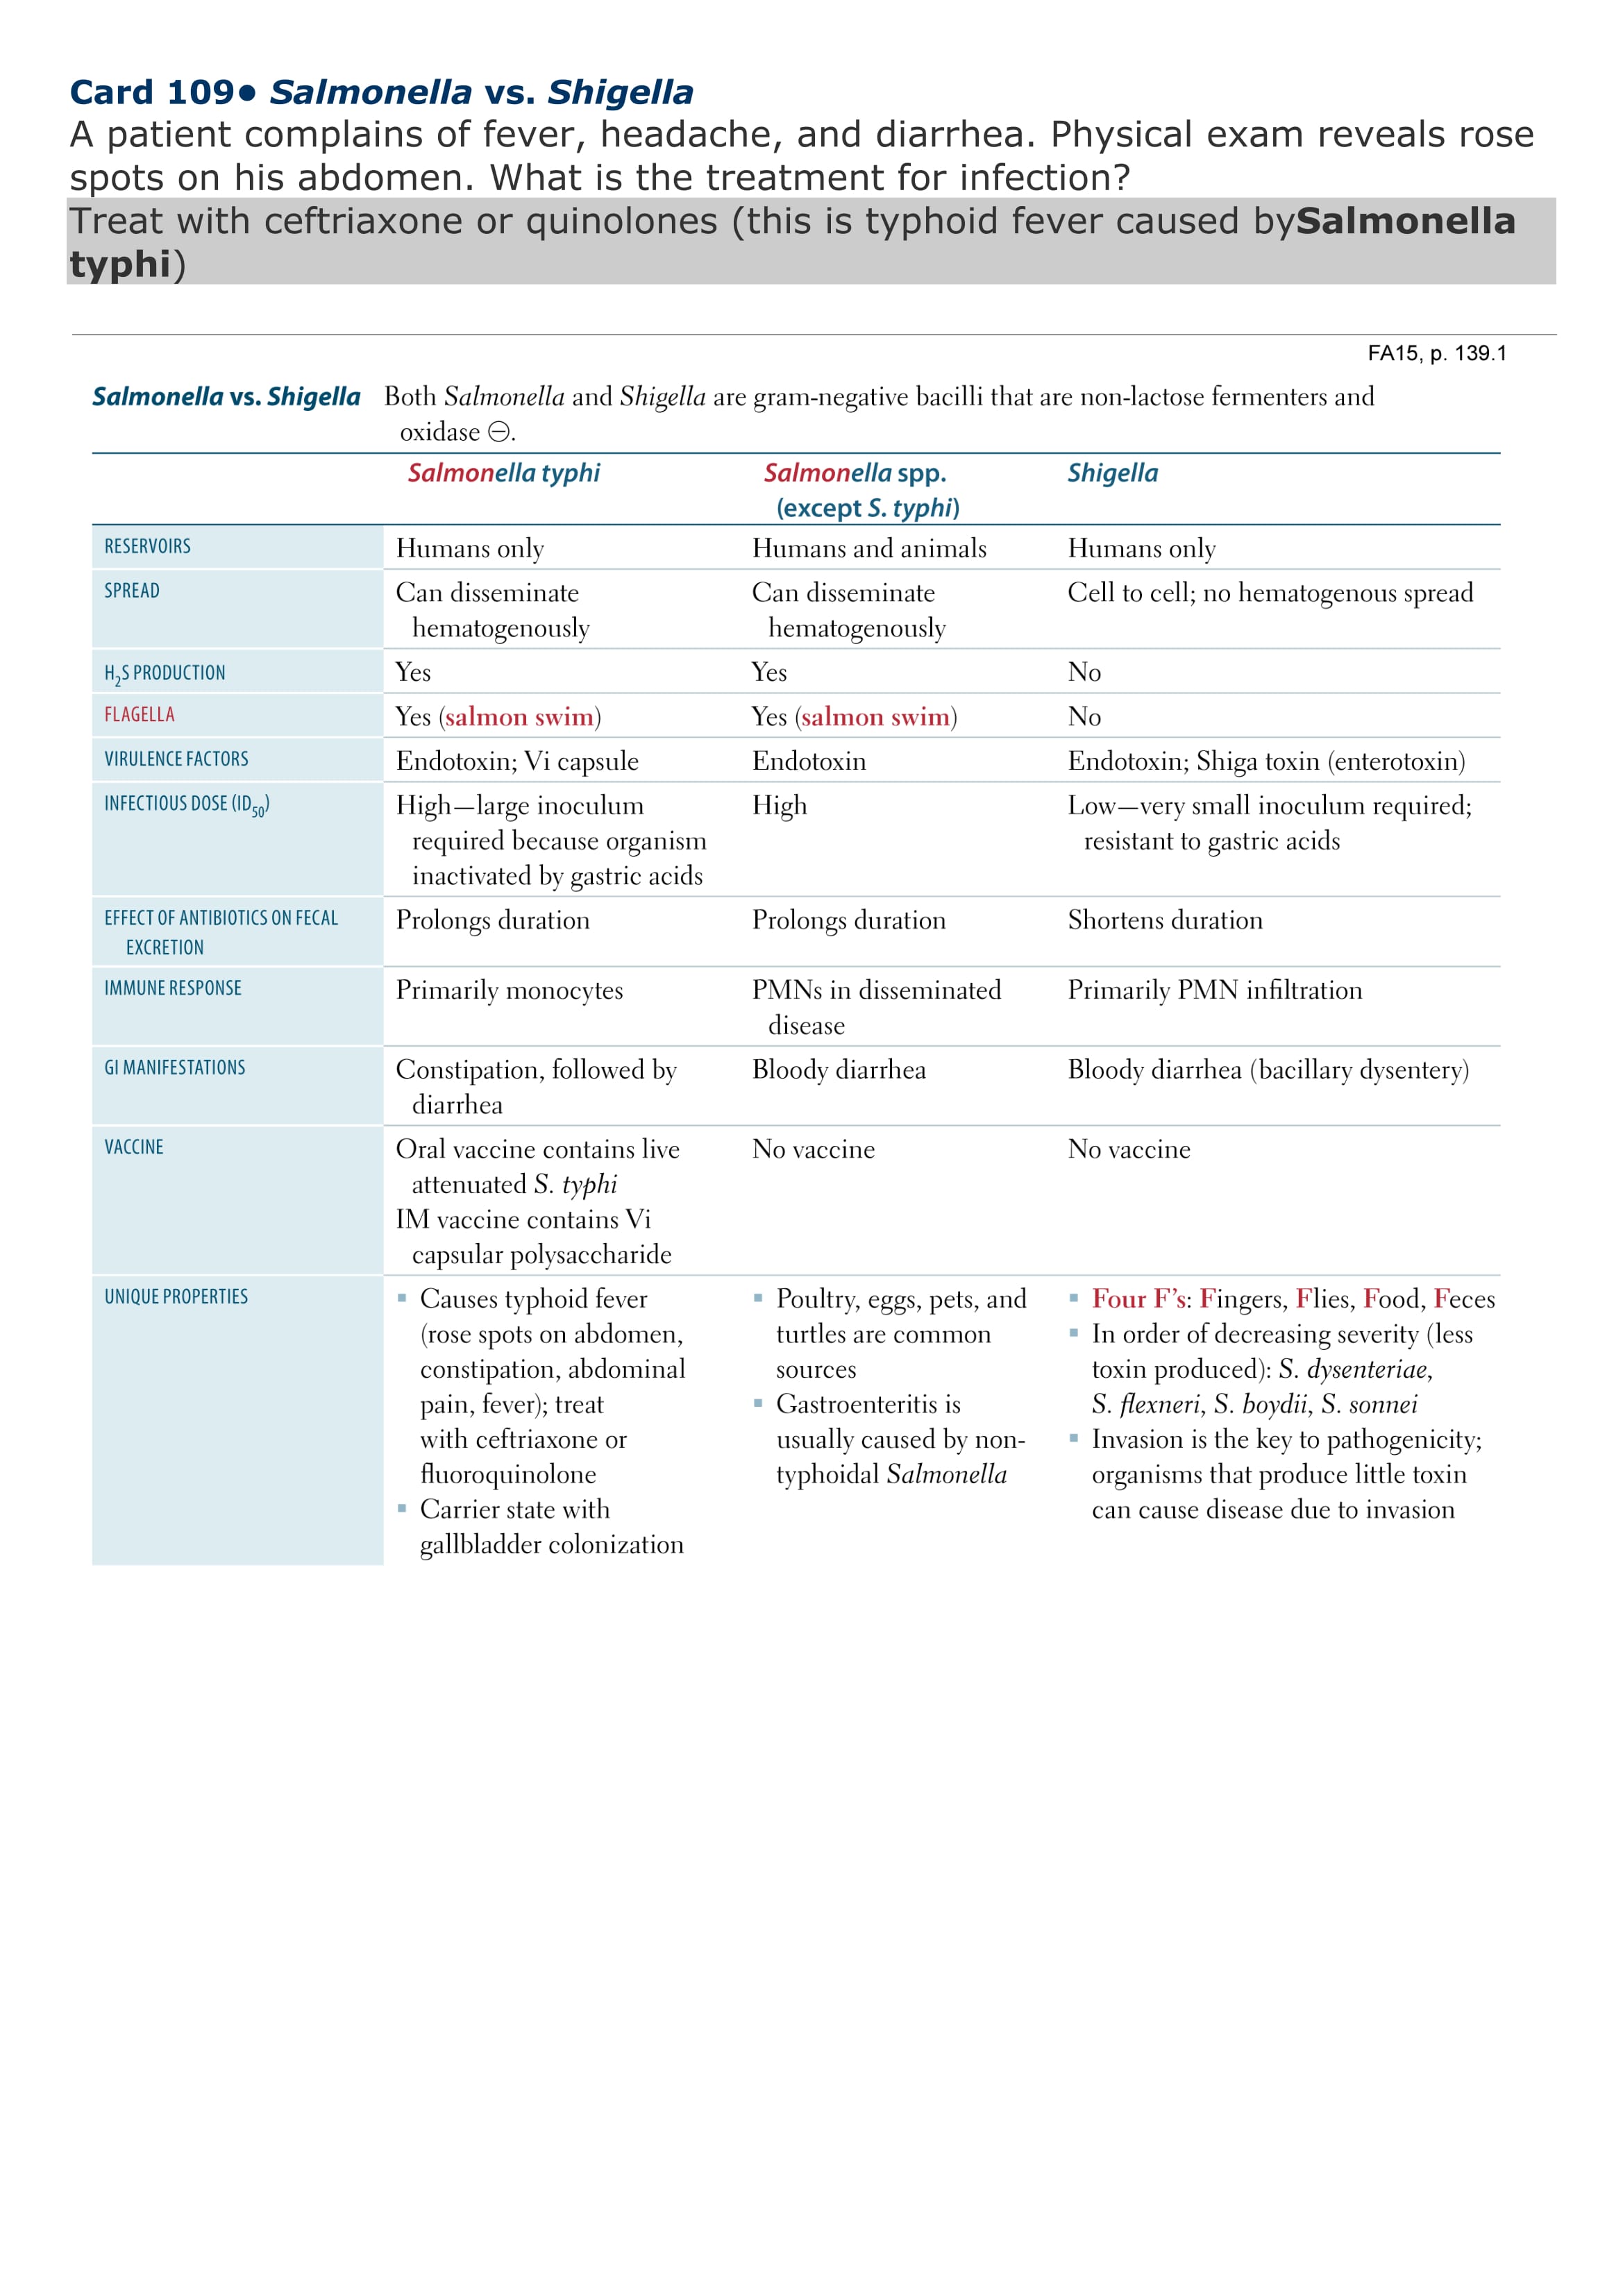 Card 109• Salmonella vs. Shigella
A patient complains of fever, headache, and diarrhea. Physical exam reveals rose
spots on his abdomen. What is the treatment for infection?
Treat with ceftriaxone or quinolones (this is typhoid fever caused bySalmonella
typhi)
FA15, p. 139.1
Salmonella vs. Shigella Both Salmonella and Shigella are gram-negative bacilli that are non-lactose fermenters and
oxidase ⊖.
Salmonella typhi Salmonella spp. Shigella
(except S. typhi)
RESERVOIRS Humans only Humans and animals Humans only
SPREAD Can disseminate Can disseminate Cell to cell; no hematogenous spread
hematogenously hematogenously
H₂S PRODUCTION Yes Yes No
FLAGELLA Yes (salmon swim) Yes (salmon swim) No
VIRULENCE FACTORS Endotoxin; Vi capsule Endotoxin Endotoxin; Shiga toxin (enterotoxin)
INFECTIOUS DOSE (ID₅₀) High—large inoculum High Low—very small inoculum required;
required because organism resistant to gastric acids
inactivated by gastric acids
EFFECT OF ANTIBIOTICS ON FECAL Prolongs duration Prolongs duration Shortens duration
EXCRETION
IMMUNE RESPONSE Primarily monocytes PMNs in disseminated Primarily PMN infiltration
disease
GI MANIFESTATIONS Constipation, followed by Bloody diarrhea Bloody diarrhea (bacillary dysentery)
diarrhea
VACCINE Oral vaccine contains live No vaccine No vaccine
attenuated S. typhi
IM vaccine contains Vi
capsular polysaccharide
UNIQUE PROPERTIES ▪ Causes typhoid fever ▪ Poultry, eggs, pets, and ▪ Four F's: Fingers, Flies, Food, Feces
(rose spots on abdomen, turtles are common ▪ In order of decreasing severity (less
constipation, abdominal sources toxin produced): S. dysenteriae,
pain, fever); treat ▪ Gastroenteritis is S. flexneri, S. boydii, S. sonnei
with ceftriaxone or usually caused by non- ▪ Invasion is the key to pathogenicity;
fluoroquinolone typhoidal Salmonella organisms that produce little toxin
▪ Carrier state with can cause disease due to invasion
gallbladder colonization